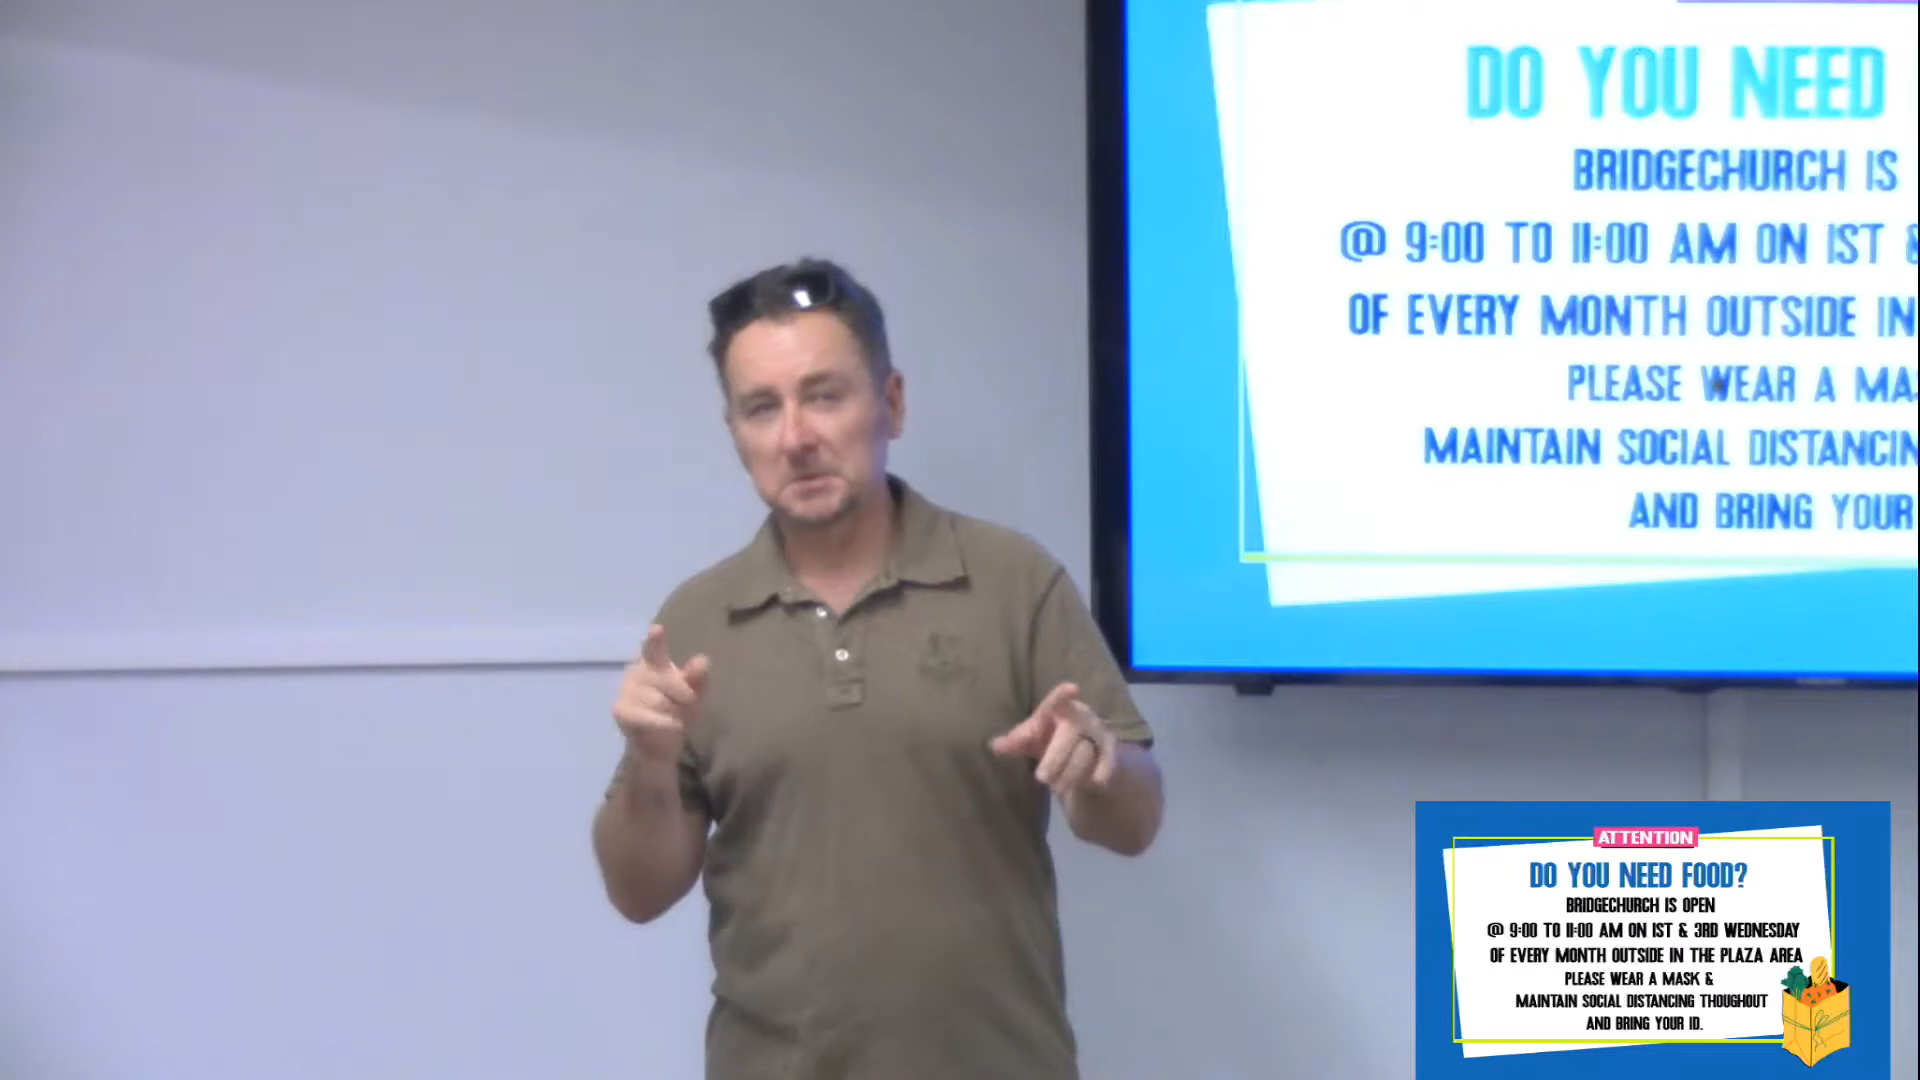 DO YOU NEED
BRIDGECHURCH IS
@ 9:00 TO 11:00 AM ON 1ST &
OF EVERY MONTH OUTSIDE IN
PLEASE WEAR A MAS
MAINTAIN SOCIAL DISTANCIN
AND BRING YOUR
ATTENTION
DO YOU NEED FOOD?
BRIDGECHURCH IS OPEN
@ 9:00 TO 11:00 AM ON 1ST & 3RD WEDNESDAY
OF EVERY MONTH OUTSIDE IN THE PLAZA AREA
PLEASE WEAR A MASK &
MAINTAIN SOCIAL DISTANCING THOUGHOUT
AND BRING YOUR ID.